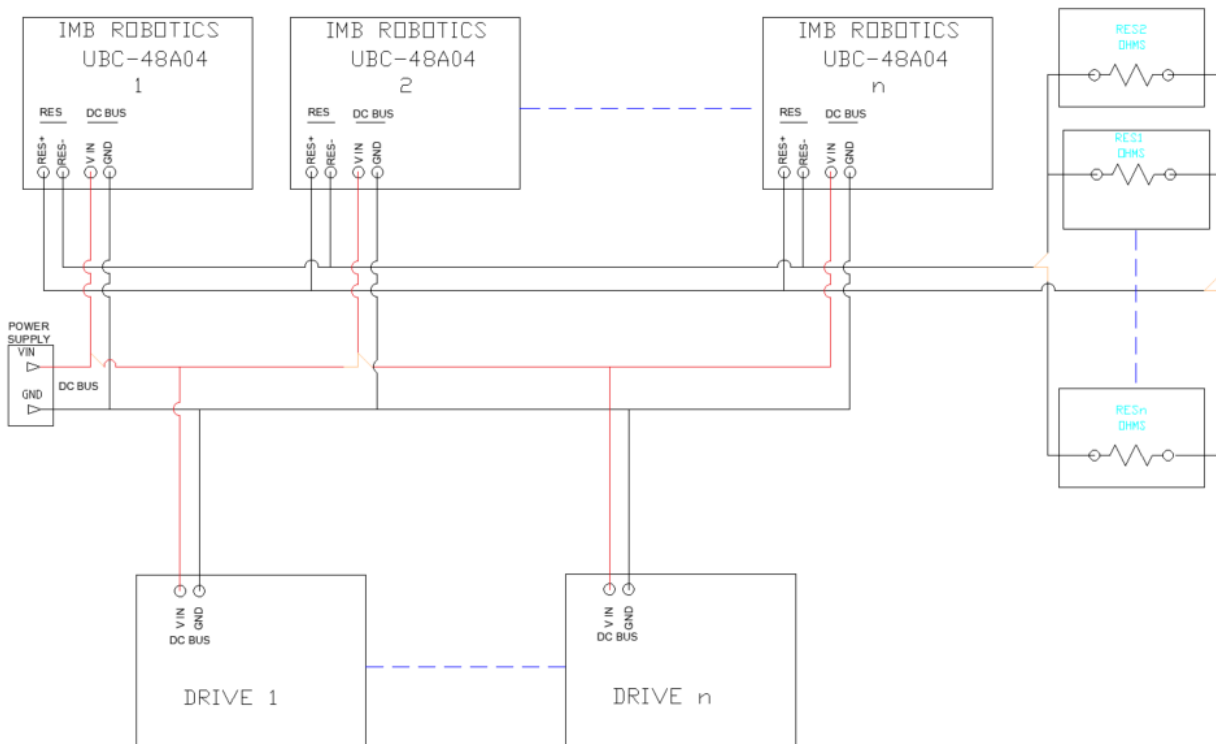 IMB ROBOTICS
UBC-48A04
1
RES
DC BUS
RES+
RES-
V IN
GND
IMB ROBOTICS
UBC-48A04
2
RES
DC BUS
RES+
RES-
V IN
GND
IMB ROBOTICS
UBC-48A04
n
RES
DC BUS
RES+
RES-
V IN
GND
RES2
OHMS
RES1
OHMS
RESn
OHMS
POWER
SUPPLY
VIN
GND
DC BUS
V IN
GND
DC BUS
DRIVE 1
V IN
GND
DC BUS
DRIVE n